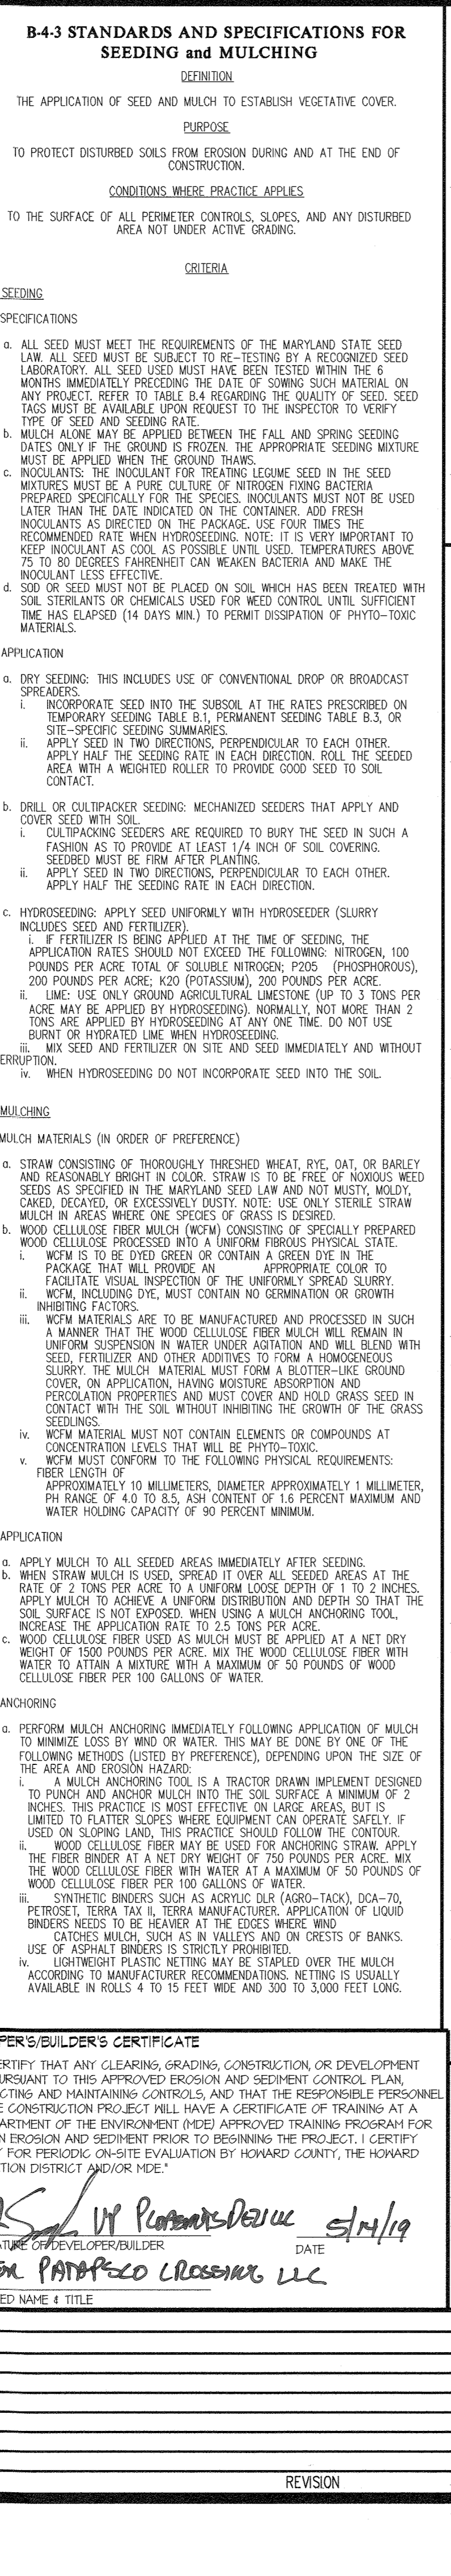 B-4-3 STANDARDS AND SPECIFICATIONS FOR
SEEDING and MULCHING
DEFINITION
THE APPLICATION OF SEED AND MULCH TO ESTABLISH VEGETATIVE COVER.
PURPOSE
TO PROTECT DISTURBED SOILS FROM EROSION DURING AND AT THE END OF
CONSTRUCTION.
CONDITIONS WHERE PRACTICE APPLIES
TO THE SURFACE OF ALL PERIMETER CONTROLS, SLOPES, AND ANY DISTURBED
AREA NOT UNDER ACTIVE GRADING.
CRITERIA
SEEDING
SPECIFICATIONS
a. ALL SEED MUST MEET THE REQUIREMENTS OF THE MARYLAND STATE SEED
LAW. ALL SEED MUST BE SUBJECT TO RE-TESTING BY A RECOGNIZED SEED
LABORATORY. ALL SEED USED MUST HAVE BEEN TESTED WITHIN THE 6
MONTHS IMMEDIATELY PRECEDING THE DATE OF SOWING SUCH MATERIAL ON
ANY PROJECT. REFER TO TABLE B.4 REGARDING THE QUALITY OF SEED. SEED
TAGS MUST BE AVAILABLE UPON REQUEST TO THE INSPECTOR TO VERIFY
TYPE OF SEED AND SEEDING RATE.
b. MULCH ALONE MAY BE APPLIED BETWEEN THE FALL AND SPRING SEEDING
DATES ONLY IF THE GROUND IS FROZEN. THE APPROPRIATE SEEDING MIXTURE
MUST BE APPLIED WHEN THE GROUND THAWS.
c. INOCULANTS: THE INOCULANT FOR TREATING LEGUME SEED IN THE SEED
MIXTURES MUST BE A PURE CULTURE OF NITROGEN FIXING BACTERIA
PREPARED SPECIFICALLY FOR THE SPECIES. INOCULANTS MUST NOT BE USED
LATER THAN THE DATE INDICATED ON THE CONTAINER. ADD FRESH
INOCULANTS AS DIRECTED ON THE PACKAGE. USE FOUR TIMES THE
RECOMMENDED RATE WHEN HYDROSEEDING. NOTE: IT IS VERY IMPORTANT TO
KEEP INOCULANT AS COOL AS POSSIBLE UNTIL USED. TEMPERATURES ABOVE
75 TO 80 DEGREES FAHRENHEIT CAN WEAKEN BACTERIA AND MAKE THE
INOCULANT LESS EFFECTIVE.
d. SOD OR SEED MUST NOT BE PLACED ON SOIL WHICH HAS BEEN TREATED WITH
SOIL STERILANTS OR CHEMICALS USED FOR WEED CONTROL UNTIL SUFFICIENT
TIME HAS ELAPSED (14 DAYS MIN.) TO PERMIT DISSIPATION OF PHYTO-TOXIC
MATERIALS.
APPLICATION
a. DRY SEEDING: THIS INCLUDES USE OF CONVENTIONAL DROP OR BROADCAST
SPREADERS.
i. INCORPORATE SEED INTO THE SUBSOIL AT THE RATES PRESCRIBED ON
TEMPORARY SEEDING TABLE B.1, PERMANENT SEEDING TABLE B.3, OR
SITE-SPECIFIC SEEDING SUMMARIES.
ii. APPLY SEED IN TWO DIRECTIONS, PERPENDICULAR TO EACH OTHER.
APPLY HALF THE SEEDING RATE IN EACH DIRECTION. ROLL THE SEEDED
AREA WITH A WEIGHTED ROLLER TO PROVIDE GOOD SEED TO SOIL
CONTACT.
b. DRILL OR CULTIPACKER SEEDING: MECHANIZED SEEDERS THAT APPLY AND
COVER SEED WITH SOIL.
i. CULTIPACKING SEEDERS ARE REQUIRED TO BURY THE SEED IN SUCH A
FASHION AS TO PROVIDE AT LEAST 1/4 INCH OF SOIL COVERING.
SEEDBED MUST BE FIRM AFTER PLANTING.
ii. APPLY SEED IN TWO DIRECTIONS, PERPENDICULAR TO EACH OTHER.
APPLY HALF THE SEEDING RATE IN EACH DIRECTION.
c. HYDROSEEDING: APPLY SEED UNIFORMLY WITH HYDROSEEDER (SLURRY
INCLUDES SEED AND FERTILIZER).
i. IF FERTILIZER IS BEING APPLIED AT THE TIME OF SEEDING, THE
APPLICATION RATES SHOULD NOT EXCEED THE FOLLOWING: NITROGEN, 100
POUNDS PER ACRE TOTAL OF SOLUBLE NITROGEN; P205 (PHOSPHOROUS),
200 POUNDS PER ACRE; K20 (POTASSIUM), 200 POUNDS PER ACRE.
ii. LIME: USE ONLY GROUND AGRICULTURAL LIMESTONE (UP TO 3 TONS PER
ACRE MAY BE APPLIED BY HYDROSEEDING). NORMALLY, NOT MORE THAN 2
TONS ARE APPLIED BY HYDROSEEDING AT ANY ONE TIME. DO NOT USE
BURNT OR HYDRATED LIME WHEN HYDROSEEDING.
iii. MIX SEED AND FERTILIZER ON SITE AND SEED IMMEDIATELY AND WITHOUT
ERRUPTION.
iv. WHEN HYDROSEEDING DO NOT INCORPORATE SEED INTO THE SOIL.
MULCHING
MULCH MATERIALS (IN ORDER OF PREFERENCE)
a. STRAW CONSISTING OF THOROUGHLY THRESHED WHEAT, RYE, OAT, OR BARLEY
AND REASONABLY BRIGHT IN COLOR. STRAW IS TO BE FREE OF NOXIOUS WEED
SEEDS AS SPECIFIED IN THE MARYLAND SEED LAW AND NOT MUSTY, MOLDY,
CAKED, DECAYED, OR EXCESSIVELY DUSTY. NOTE: USE ONLY STERILE STRAW
MULCH IN AREAS WHERE ONE SPECIES OF GRASS IS DESIRED.
b. WOOD CELLULOSE FIBER MULCH (WCFM) CONSISTING OF SPECIALLY PREPARED
WOOD CELLULOSE PROCESSED INTO A UNIFORM FIBROUS PHYSICAL STATE.
i. WCFM IS TO BE DYED GREEN OR CONTAIN A GREEN DYE IN THE
PACKAGE THAT WILL PROVIDE AN APPROPRIATE COLOR TO
FACILITATE VISUAL INSPECTION OF THE UNIFORMLY SPREAD SLURRY.
ii. WCFM, INCLUDING DYE, MUST CONTAIN NO GERMINATION OR GROWTH
INHIBITING FACTORS.
iii. WCFM MATERIALS ARE TO BE MANUFACTURED AND PROCESSED IN SUCH
A MANNER THAT THE WOOD CELLULOSE FIBER MULCH WILL REMAIN IN
UNIFORM SUSPENSION IN WATER UNDER AGITATION AND WILL BLEND WITH
SEED, FERTILIZER AND OTHER ADDITIVES TO FORM A HOMOGENEOUS
SLURRY. THE MULCH MATERIAL MUST FORM A BLOTTER-LIKE GROUND
COVER, ON APPLICATION, HAVING MOISTURE ABSORPTION AND
PERCOLATION PROPERTIES AND MUST COVER AND HOLD GRASS SEED IN
CONTACT WITH THE SOIL WITHOUT INHIBITING THE GROWTH OF THE GRASS
SEEDLINGS.
iv. WCFM MATERIAL MUST NOT CONTAIN ELEMENTS OR COMPOUNDS AT
CONCENTRATION LEVELS THAT WILL BE PHYTO-TOXIC.
v. WCFM MUST CONFORM TO THE FOLLOWING PHYSICAL REQUIREMENTS:
FIBER LENGTH OF
APPROXIMATELY 10 MILLIMETERS, DIAMETER APPROXIMATELY 1 MILLIMETER,
PH RANGE OF 4.0 TO 8.5, ASH CONTENT OF 1.6 PERCENT MAXIMUM AND
WATER HOLDING CAPACITY OF 90 PERCENT MINIMUM.
APPLICATION
a. APPLY MULCH TO ALL SEEDED AREAS IMMEDIATELY AFTER SEEDING.
b. WHEN STRAW MULCH IS USED, SPREAD IT OVER ALL SEEDED AREAS AT THE
RATE OF 2 TONS PER ACRE TO A UNIFORM LOOSE DEPTH OF 1 TO 2 INCHES.
APPLY MULCH TO ACHIEVE A UNIFORM DISTRIBUTION AND DEPTH SO THAT THE
SOIL SURFACE IS NOT EXPOSED. WHEN USING A MULCH ANCHORING TOOL,
INCREASE THE APPLICATION RATE TO 2.5 TONS PER ACRE.
c. WOOD CELLULOSE FIBER USED AS MULCH MUST BE APPLIED AT A NET DRY
WEIGHT OF 1500 POUNDS PER ACRE. MIX THE WOOD CELLULOSE FIBER WITH
WATER TO ATTAIN A MIXTURE WITH A MAXIMUM OF 50 POUNDS OF WOOD
CELLULOSE FIBER PER 100 GALLONS OF WATER.
ANCHORING
a. PERFORM MULCH ANCHORING IMMEDIATELY FOLLOWING APPLICATION OF MULCH
TO MINIMIZE LOSS BY WIND OR WATER. THIS MAY BE DONE BY ONE OF THE
FOLLOWING METHODS (LISTED BY PREFERENCE), DEPENDING UPON THE SIZE OF
THE AREA AND EROSION HAZARD:
i. A MULCH ANCHORING TOOL IS A TRACTOR DRAWN IMPLEMENT DESIGNED
TO PUNCH AND ANCHOR MULCH INTO THE SOIL SURFACE A MINIMUM OF 2
INCHES. THIS PRACTICE IS MOST EFFECTIVE ON LARGE AREAS, BUT IS
LIMITED TO FLATTER SLOPES WHERE EQUIPMENT CAN OPERATE SAFELY. IF
USED ON SLOPING LAND, THIS PRACTICE SHOULD FOLLOW THE CONTOUR.
ii. WOOD CELLULOSE FIBER MAY BE USED FOR ANCHORING STRAW. APPLY
THE FIBER BINDER AT A NET DRY WEIGHT OF 750 POUNDS PER ACRE. MIX
THE WOOD CELLULOSE FIBER WITH WATER AT A MAXIMUM OF 50 POUNDS OF
WOOD CELLULOSE FIBER PER 100 GALLONS OF WATER.
iii. SYNTHETIC BINDERS SUCH AS ACRYLIC DLR (AGRO-TACK), DCA-70,
PETROSET, TERRA TAX II, TERRA MANUFACTURER. APPLICATION OF LIQUID
BINDERS NEEDS TO BE HEAVIER AT THE EDGES WHERE WIND
CATCHES MULCH, SUCH AS IN VALLEYS AND ON CRESTS OF BANKS.
USE OF ASPHALT BINDERS IS STRICTLY PROHIBITED.
iv. LIGHTWEIGHT PLASTIC NETTING MAY BE STAPLED OVER THE MULCH
ACCORDING TO MANUFACTURER RECOMMENDATIONS. NETTING IS USUALLY
AVAILABLE IN ROLLS 4 TO 15 FEET WIDE AND 300 TO 3,000 FEET LONG.
PER'S/BUILDER'S CERTIFICATE
ERTIFY THAT ANY CLEARING, GRADING, CONSTRUCTION, OR DEVELOPMENT
URSUANT TO THIS APPROVED EROSION AND SEDIMENT CONTROL PLAN,
CTING AND MAINTAINING CONTROLS, AND THAT THE RESPONSIBLE PERSONNEL
E CONSTRUCTION PROJECT WILL HAVE A CERTIFICATE OF TRAINING AT A
ARTMENT OF THE ENVIRONMENT (MDE) APPROVED TRAINING PROGRAM FOR
N EROSION AND SEDIMENT PRIOR TO BEGINNING THE PROJECT. I CERTIFY
FOR PERIODIC ON-SITE EVALUATION BY HOWARD COUNTY, THE HOWARD
TION DISTRICT AND/OR MDE."
VP 5/14/19
ATURE OF DEVELOPER/BUILDER DATE
PATAPSCO CROSSING LLC
ED NAME & TITLE
REVISION